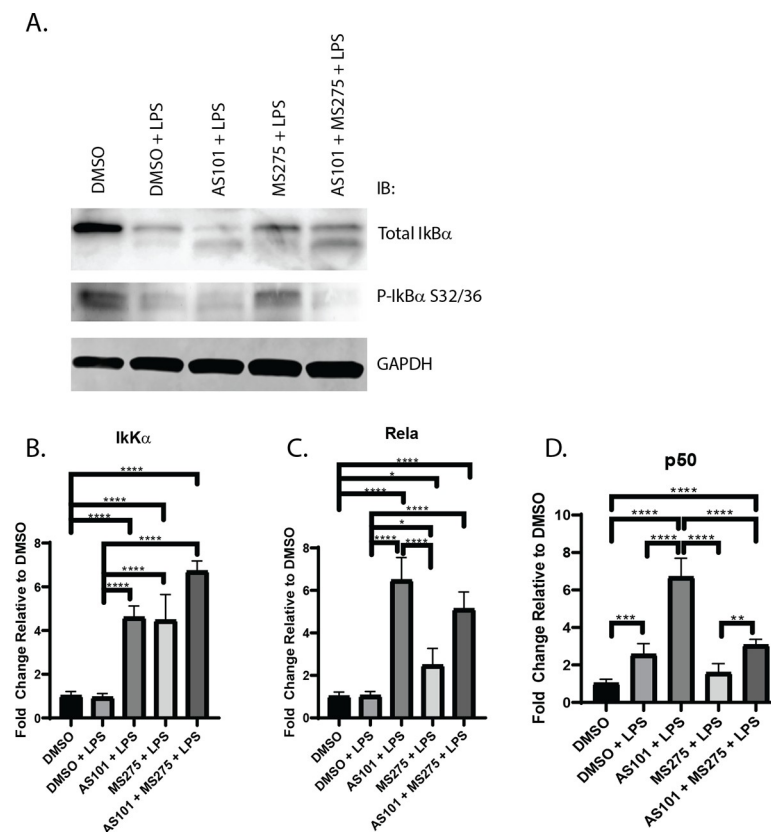 A.
DMSO
DMSO + LPS
AS101 + LPS
MS275 + LPS
AS101 + MS275 + LPS
IB:
Total IkBα
P-IkBα S32/36
GAPDH
B.
IkKα
****
****
****
****
****
****
Fold Change Relative to DMSO
8
6
4
2
0
DMSO
DMSO + LPS
AS101 + LPS
MS275 + LPS
AS101 + MS275 + LPS
C.
Rela
****
*
****
****
*
**** ****
Fold Change Relative to DMSO
8
6
4
2
0
DMSO
DMSO + LPS
AS101 + LPS
MS275 + LPS
AS101 + MS275 + LPS
D.
p50
****
**** ****
**** ****
*** **
Fold Change Relative to DMSO
10
8
6
4
2
0
DMSO
DMSO + LPS
AS101 + LPS
MS275 + LPS
AS101 + MS275 + LPS